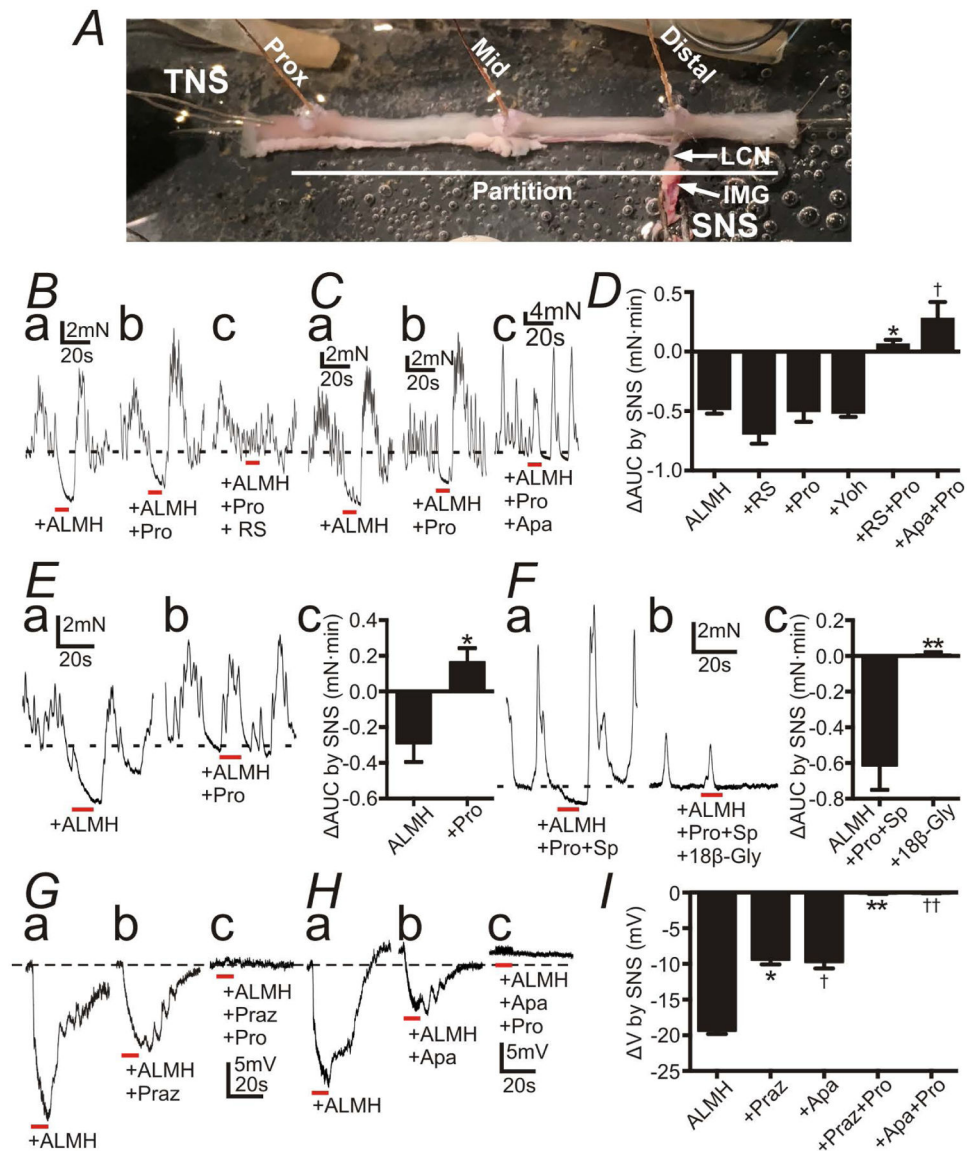 A
TNS
Prox
Mid
Distal
LCN
Partition
IMG
SNS
B
a
2mN
20s
+ALMH
b
+ALMH
+Pro
c
+ALMH
+Pro
+ RS
C
a
2mN
20s
+ALMH
b
2mN
20s
+ALMH
+Pro
c
4mN
20s
+ALMH
+Pro
+Apa
D
ΔAUC by SNS (mN·min)
0.5
0.0
-0.5
-1.0
*
†
ALMH
+RS
+Pro
+Yoh
+RS+Pro
+Apa+Pro
E
a
2mN
20s
+ALMH
b
+ALMH
+Pro
c
ΔAUC by SNS (mN·min)
0.4
0.2
0.0
-0.2
-0.4
-0.6
*
ALMH
+Pro
F
a
+ALMH
+Pro+Sp
b
2mN
20s
+ALMH
+Pro+Sp
+18β-Gly
c
ΔAUC by SNS (mN·min)
0.2
0.0
-0.2
-0.4
-0.6
-0.8
**
ALMH
+Pro+Sp
+18β-Gly
G
a
+ALMH
b
+ALMH
+Praz
c
+ALMH
+Praz
+Pro
5mV
20s
H
a
+ALMH
b
+ALMH
+Apa
c
+ALMH
+Apa
+Pro
5mV
20s
I
ΔV by SNS (mV)
0
-5
-10
-15
-20
-25
*
†
**
††
ALMH
+Praz
+Apa
+Praz+Pro
+Apa+Pro